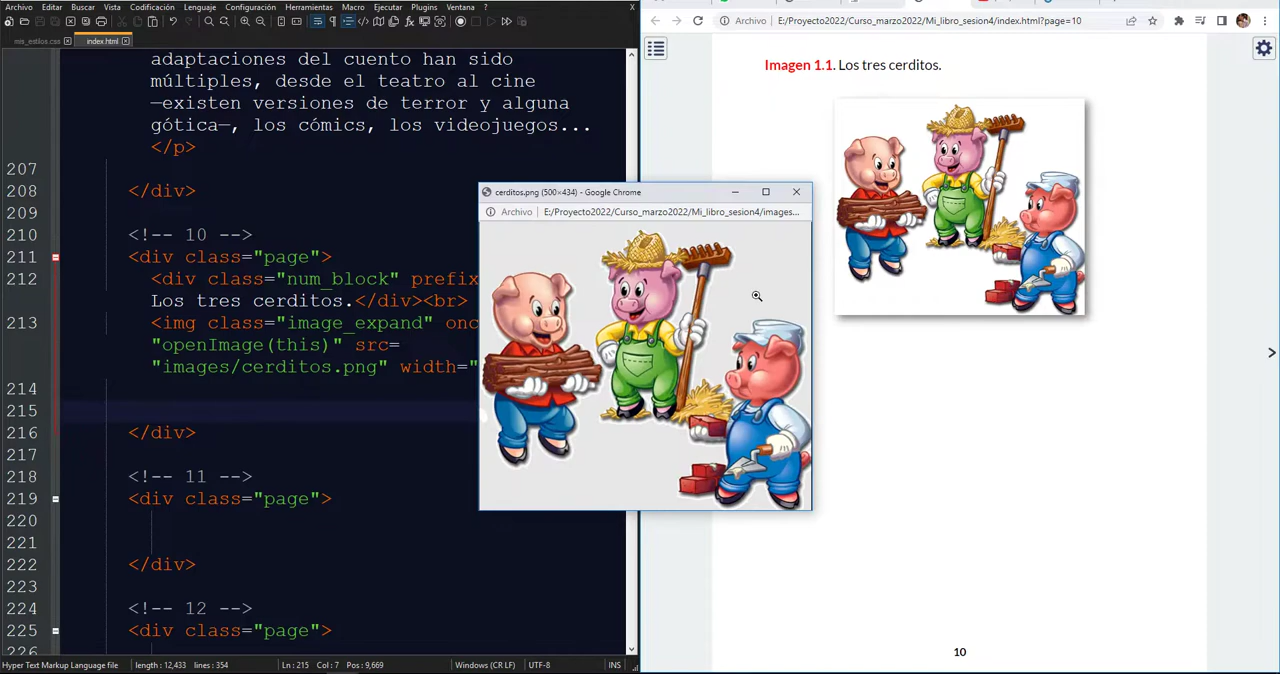 Archivo Editar Buscar Vista Codificación Lenguaje Configuración Herramientas Macro Ejecutar Plugins Ventana ?
mis_estilos.css index.html
adaptaciones del cuento han sido
múltiples, desde el teatro al cine
—existen versiones de terror y alguna
gótica—, los cómics, los videojuegos...
</p>
207
208 </div>
209
210 <!-- 10 -->
211 <div class="page">
212 <div class="num_block" prefix
Los tres cerditos.</div><br>
213 <img class="image_expand" onc
"openImage(this)" src=
"images/cerditos.png" width="
214
215
216 </div>
217
218 <!-- 11 -->
219 <div class="page">
220
221
222 </div>
223
224 <!-- 12 -->
225 <div class="page">
226
Hyper Text Markup Language file length : 12,433 lines : 354 Ln : 215 Col : 7 Pos : 9,669 Windows (CR LF) UTF-8 INS
cerditos.png (500×434) - Google Chrome
Archivo E:/Proyecto2022/Curso_marzo2022/Mi_libro_sesion4/images...
Archivo E:/Proyecto2022/Curso_marzo2022/Mi_libro_sesion4/index.html?page=10
Imagen 1.1. Los tres cerditos.
10